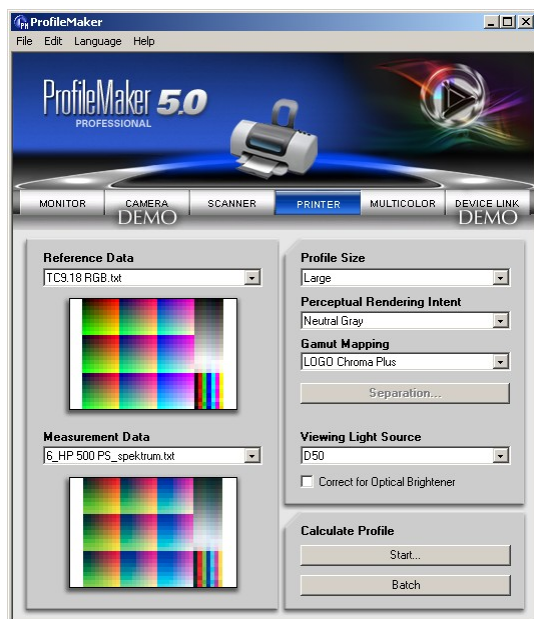 ProfileMaker
File Edit Language Help
ProfileMaker 5.0
PROFESSIONAL
MONITOR CAMERA SCANNER PRINTER MULTICOLOR DEVICE LINK
DEMO DEMO
Reference Data
TC9.18 RGB.txt
Measurement Data
6_HP 500 PS_spektrum.txt
Profile Size
Large
Perceptual Rendering Intent
Neutral Gray
Gamut Mapping
LOGO Chroma Plus
Separation...
Viewing Light Source
D50
Correct for Optical Brightener
Calculate Profile
Start...
Batch